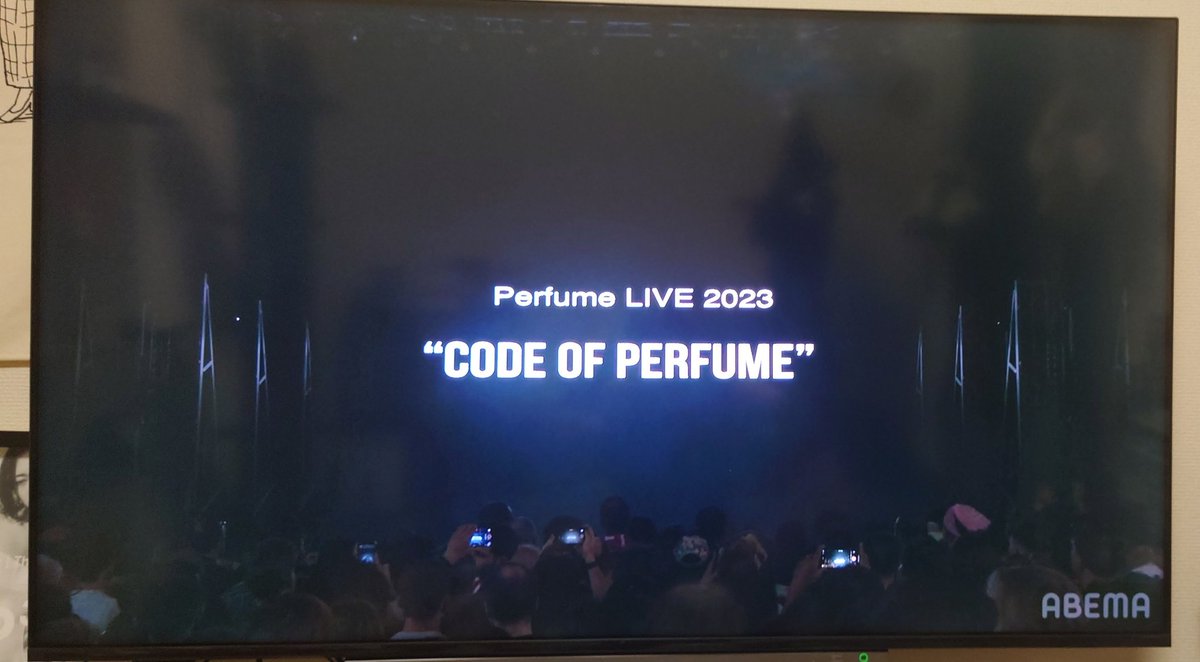 Perfume LIVE 2023
“CODE OF PERFUME”
ABEMA